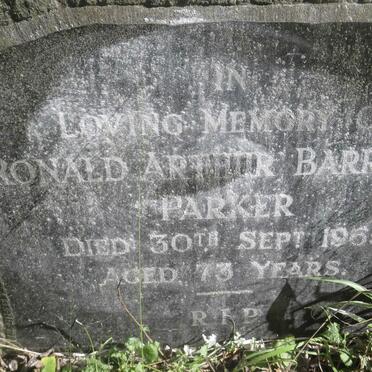 IN
LOVING MEMORY
RONALD ARTHUR
PARKER
DIED 30TH SEPT.
AGED 73 YEARS.
R.I.P.